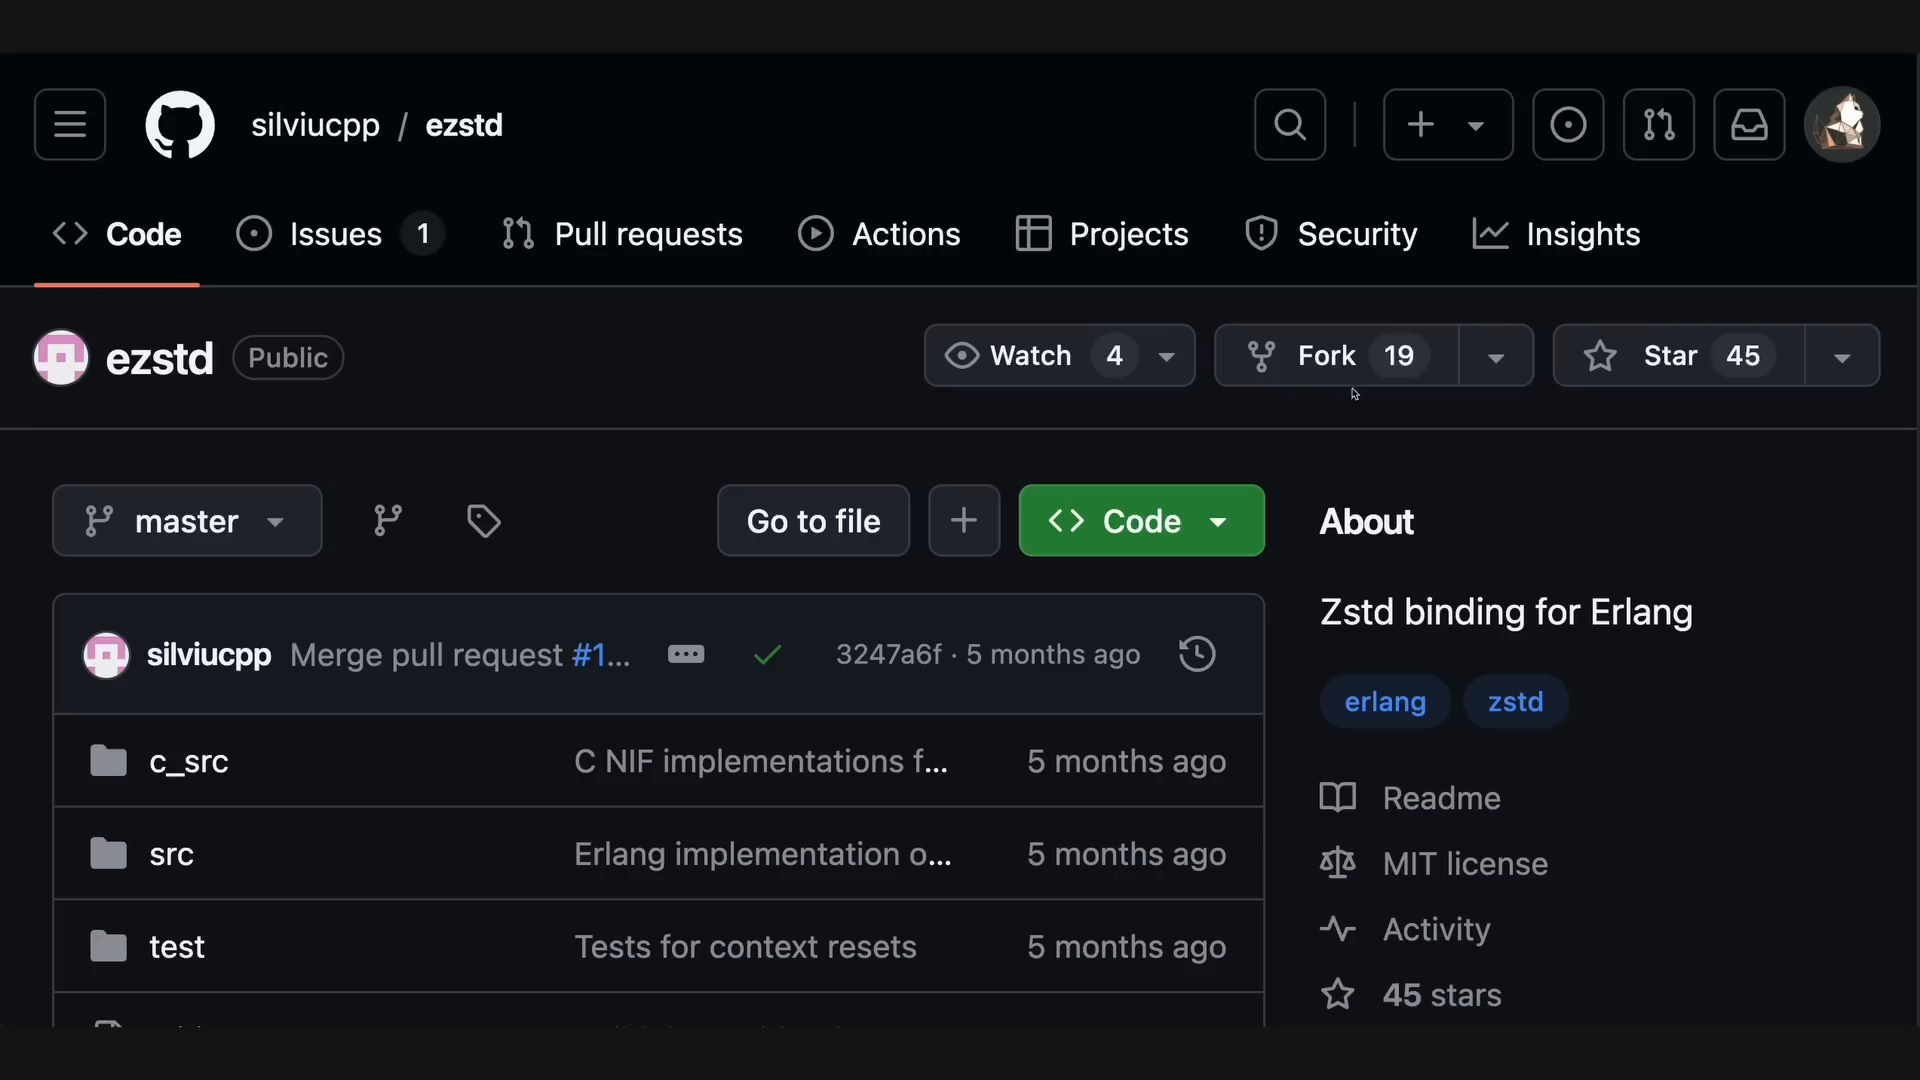 silviucpp / ezstd
Code Issues 1 Pull requests Actions Projects Security Insights
ezstd Public Watch 4 Fork 19 Star 45
master Go to file Code About
Zstd binding for Erlang
silviucpp Merge pull request #1... 3247a6f · 5 months ago
erlang zstd
c_src C NIF implementations f... 5 months ago
Readme
src Erlang implementation o... 5 months ago
MIT license
Activity
test Tests for context resets 5 months ago
45 stars